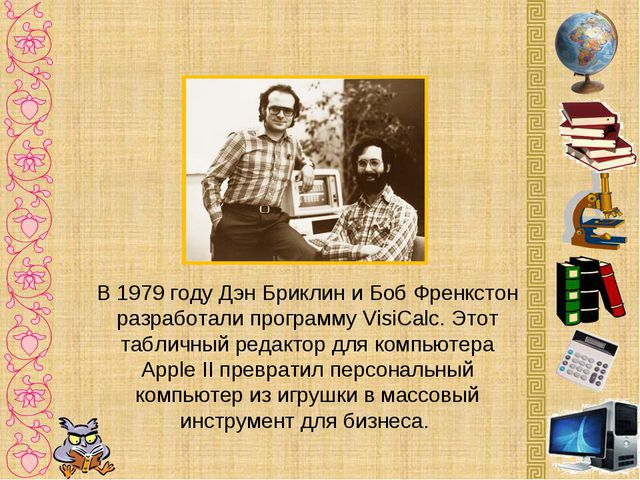 В 1979 году Дэн Бриклин и Боб Френкстон
разработали программу VisiCalc. Этот
табличный редактор для компьютера
Apple II превратил персональный
компьютер из игрушки в массовый
инструмент для бизнеса.